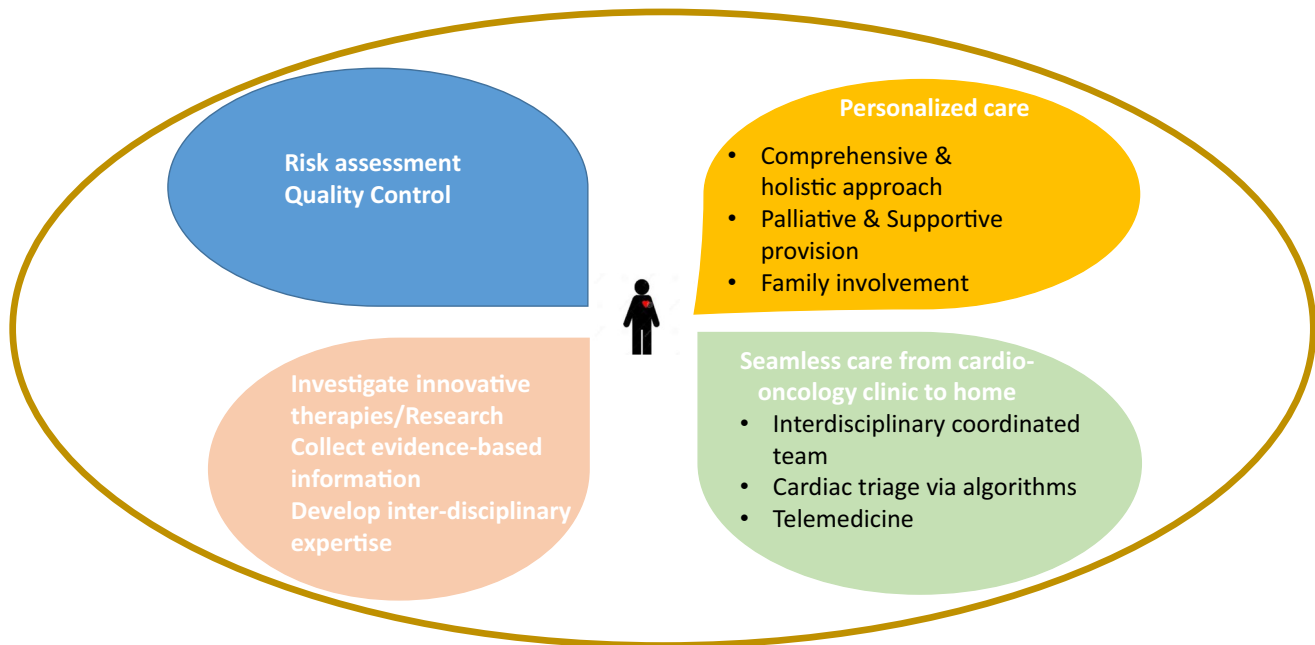 Risk assessment
Quality Control
Personalized care
• Comprehensive &
holistic approach
• Palliative & Supportive
provision
• Family involvement
Investigate innovative
therapies/Research
Collect evidence-based
information
Develop inter-disciplinary
expertise
Seamless care from cardio-
oncology clinic to home
• Interdisciplinary coordinated
team
• Cardiac triage via algorithms
• Telemedicine